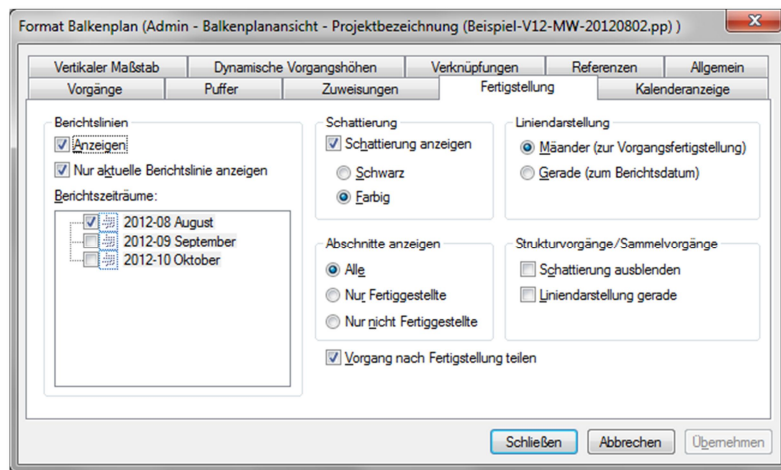 Format Balkenplan (Admin - Balkenplanansicht - Projektbezeichnung (Beispiel-V12-MW-20120802.pp) )
Vertikaler Maßstab
Dynamische Vorgangshöhen
Verknüpfungen
Referenzen
Allgemein
Vorgänge
Puffer
Zuweisungen
Fertigstellung
Kalenderanzeige
Berichtslinien
Anzeigen
Nur aktuelle Berichtslinie anzeigen
Berichtszeiträume:
2012-08 August
2012-09 September
2012-10 Oktober
Schattierung
Schattierung anzeigen
Schwarz
Farbig
Liniendarstellung
Mäander (zur Vorgangsfertigstellung)
Gerade (zum Berichtsdatum)
Abschnitte anzeigen
Alle
Nur Fertiggestellte
Nur nicht Fertiggestellte
Strukturvorgänge/Sammelvorgänge
Schattierung ausblenden
Liniendarstellung gerade
Vorgang nach Fertigstellung teilen
Schließen
Abbrechen
Übernehmen